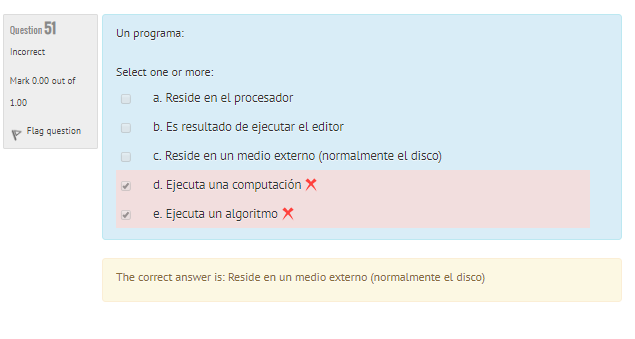 Question 51
Incorrect
Mark 0.00 out of
1.00
Flag question
Un programa:
Select one or more:
a. Reside en el procesador
b. Es resultado de ejecutar el editor
c. Reside en un medio externo (normalmente el disco)
d. Ejecuta una computación
e. Ejecuta un algoritmo
The correct answer is: Reside en un medio externo (normalmente el disco)